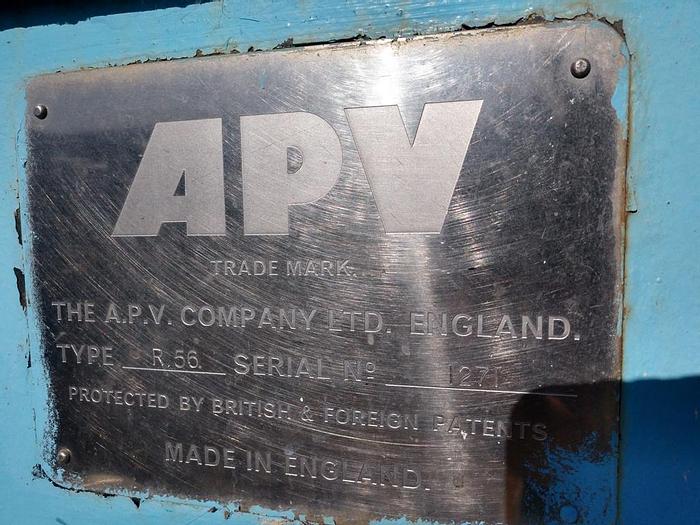 APV
TRADE MARK.
THE A.P.V. COMPANY LTD. ENGLAND.
TYPE R.56 SERIAL Nº 1271
PROTECTED BY BRITISH & FOREIGN PATENTS
MADE IN ENGLAND.